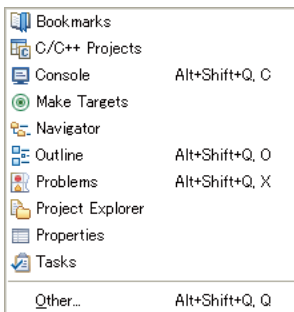 Bookmarks
C/C++ Projects
Console Alt+Shift+Q, C
Make Targets
Navigator
Outline Alt+Shift+Q, O
Problems Alt+Shift+Q, X
Project Explorer
Properties
Tasks
Other... Alt+Shift+Q, Q